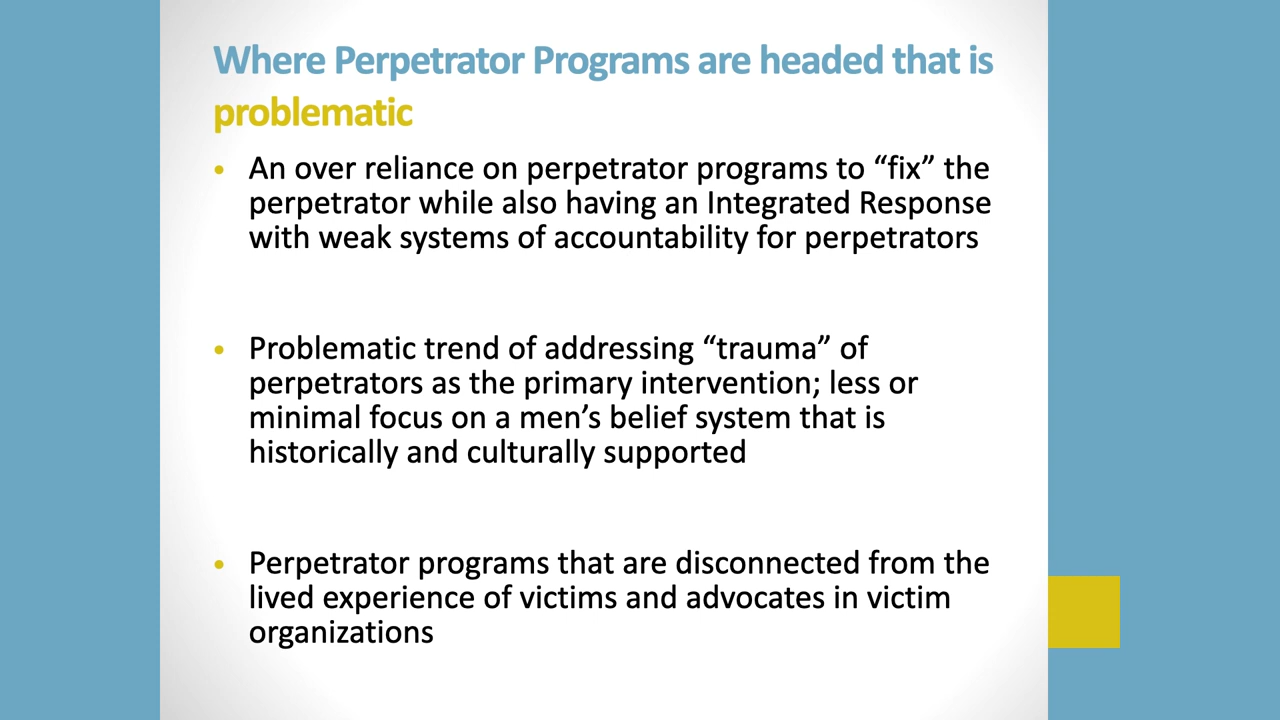 Where Perpetrator Programs are headed that is
problematic
• An over reliance on perpetrator programs to “fix” the
perpetrator while also having an Integrated Response
with weak systems of accountability for perpetrators
• Problematic trend of addressing “trauma” of
perpetrators as the primary intervention; less or
minimal focus on a men’s belief system that is
historically and culturally supported
• Perpetrator programs that are disconnected from the
lived experience of victims and advocates in victim
organizations